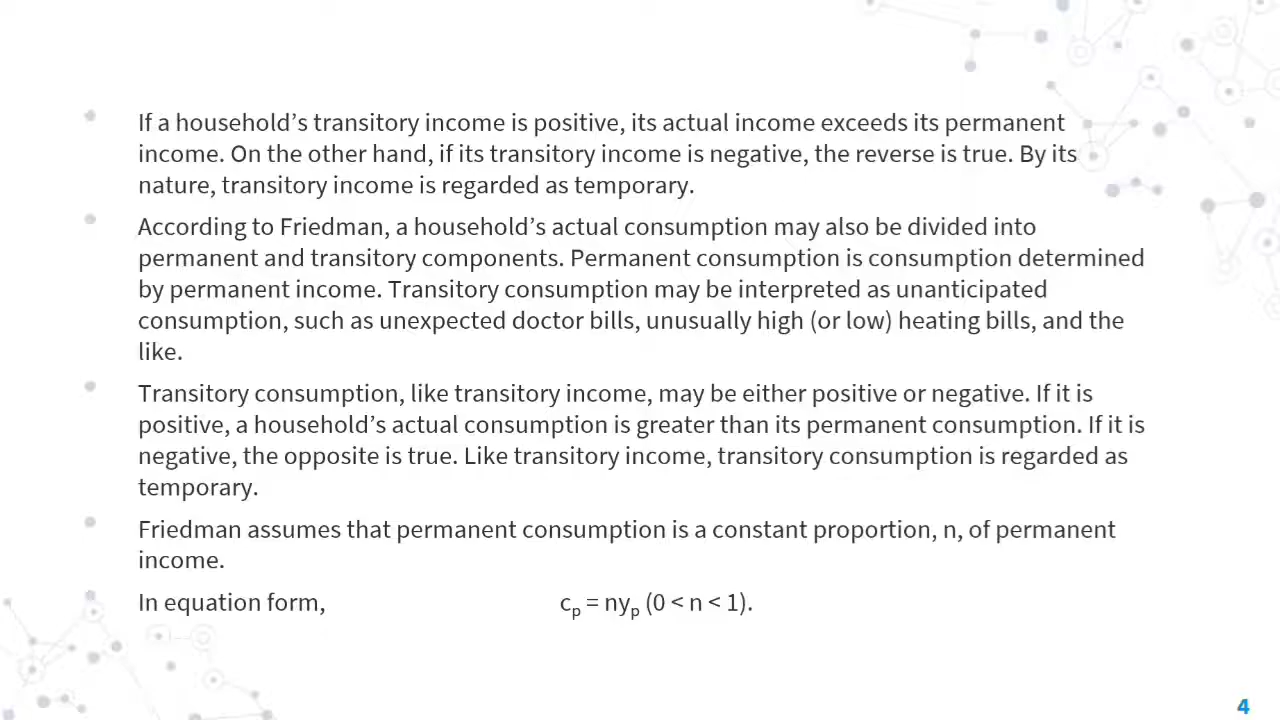 If a household’s transitory income is positive, its actual income exceeds its permanent
income. On the other hand, if its transitory income is negative, the reverse is true. By its
nature, transitory income is regarded as temporary.
According to Friedman, a household’s actual consumption may also be divided into
permanent and transitory components. Permanent consumption is consumption determined
by permanent income. Transitory consumption may be interpreted as unanticipated
consumption, such as unexpected doctor bills, unusually high (or low) heating bills, and the
like.
Transitory consumption, like transitory income, may be either positive or negative. If it is
positive, a household’s actual consumption is greater than its permanent consumption. If it is
negative, the opposite is true. Like transitory income, transitory consumption is regarded as
temporary.
Friedman assumes that permanent consumption is a constant proportion, n, of permanent
income.
In equation form, cₚ = nyₚ (0 < n < 1).
4